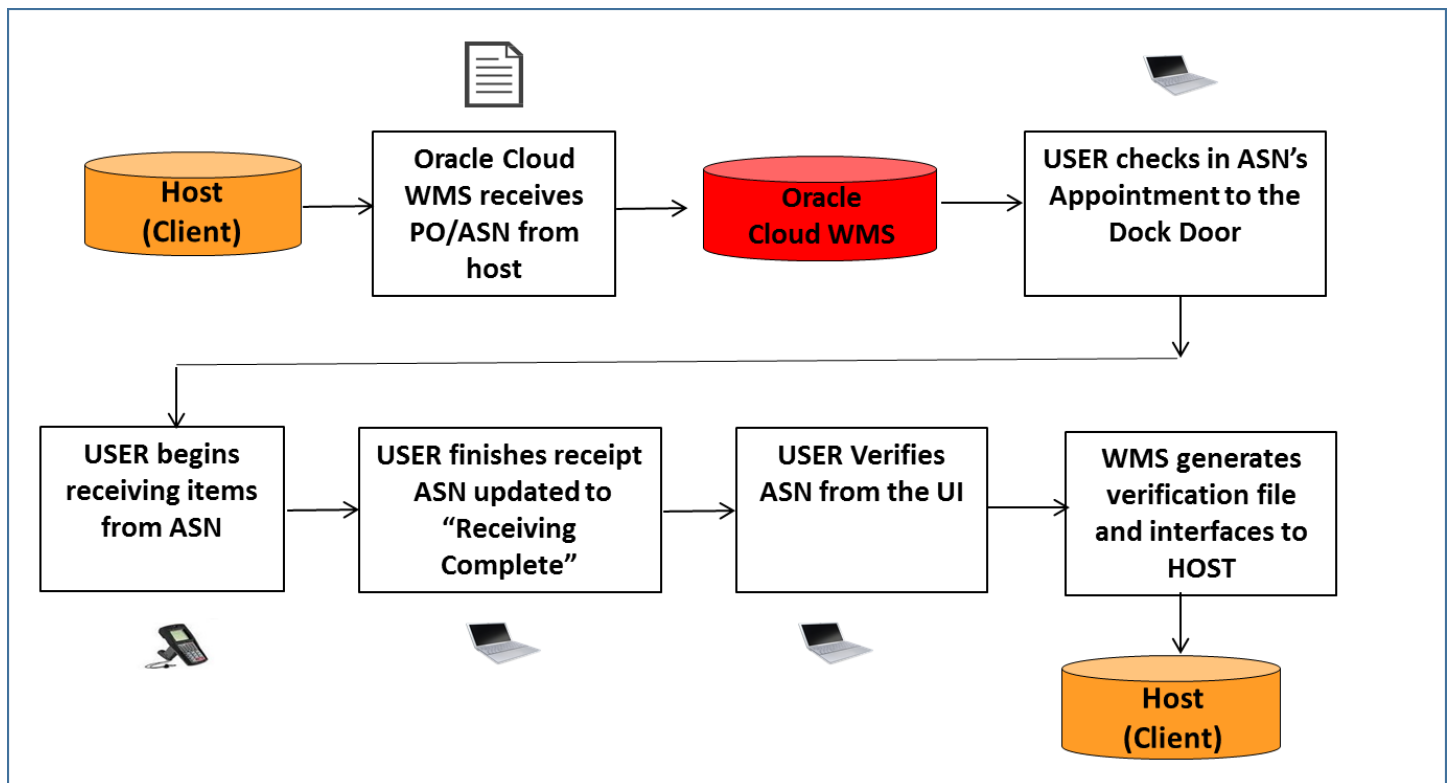 Host
(Client)
Oracle Cloud
WMS receives
PO/ASN from
host
Oracle
Cloud WMS
USER checks in ASN’s
Appointment to the
Dock Door
USER begins
receiving items
from ASN
USER finishes receipt
ASN updated to
“Receiving
Complete”
USER Verifies
ASN from the UI
WMS generates
verification file
and interfaces to
HOST
Host
(Client)